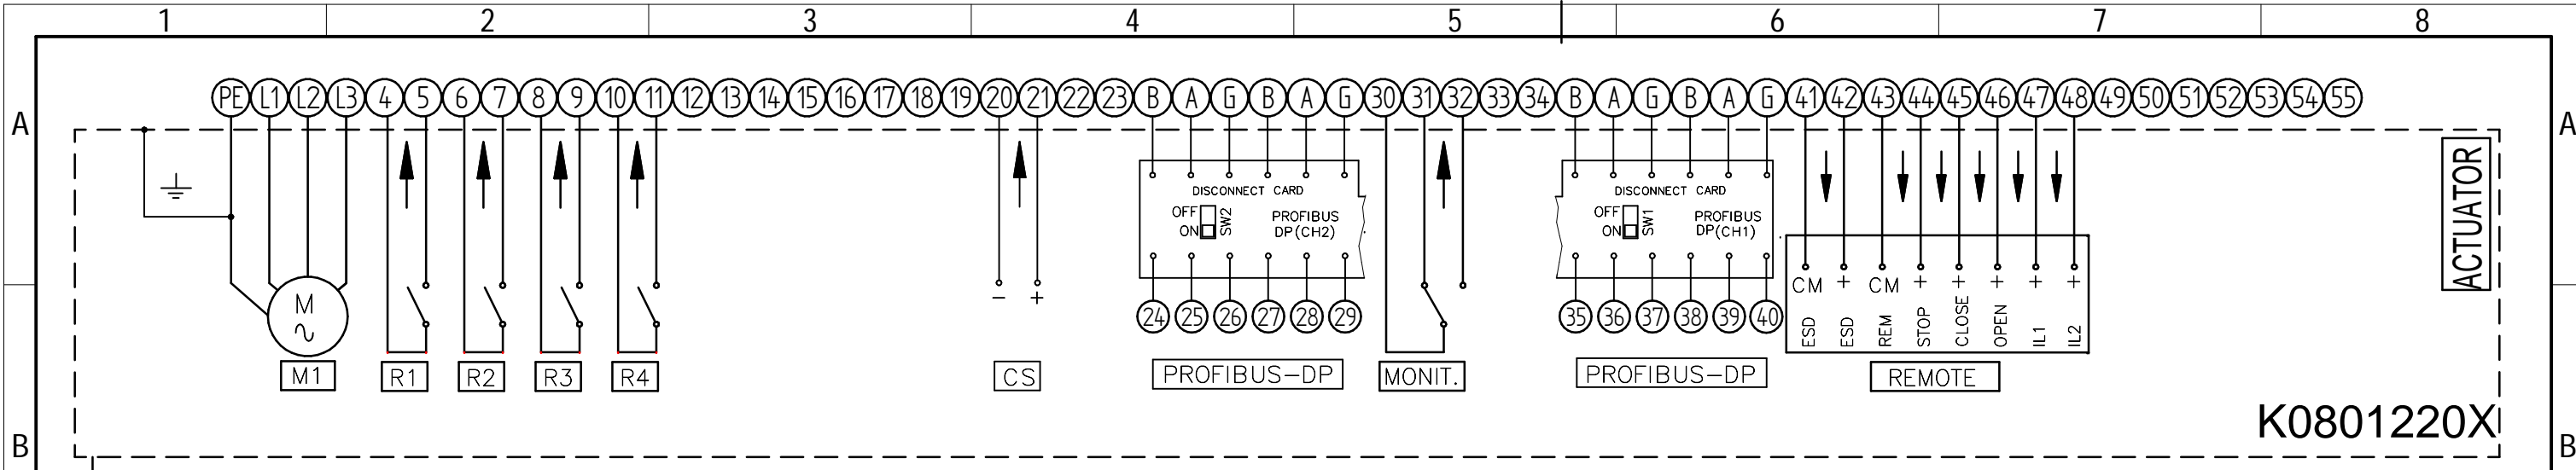 1 2 3 4 5 6 7 8
PE L1 L2 L3 4 5 6 7 8 9 10 11 12 13 14 15 16 17 18 19 20 21 22 23 B A G B A G 30 31 32 33 34 B A G B A G 41 42 43 44 45 46 47 48 49 50 51 52 53 54 55
A A
ACTUATOR
DISCONNECT CARD
OFF
ON
SW2
PROFIBUS
DP(CH2)
DISCONNECT CARD
OFF
ON
SW1
PROFIBUS
DP(CH1)
M
- +
24 25 26 27 28 29
35 36 37 38 39 40
CM + CM + + + + +
ESD ESD REM STOP CLOSE OPEN IL1 IL2
M1 R1 R2 R3 R4 CS PROFIBUS-DP MONIT. PROFIBUS-DP REMOTE
K0801220X
B B